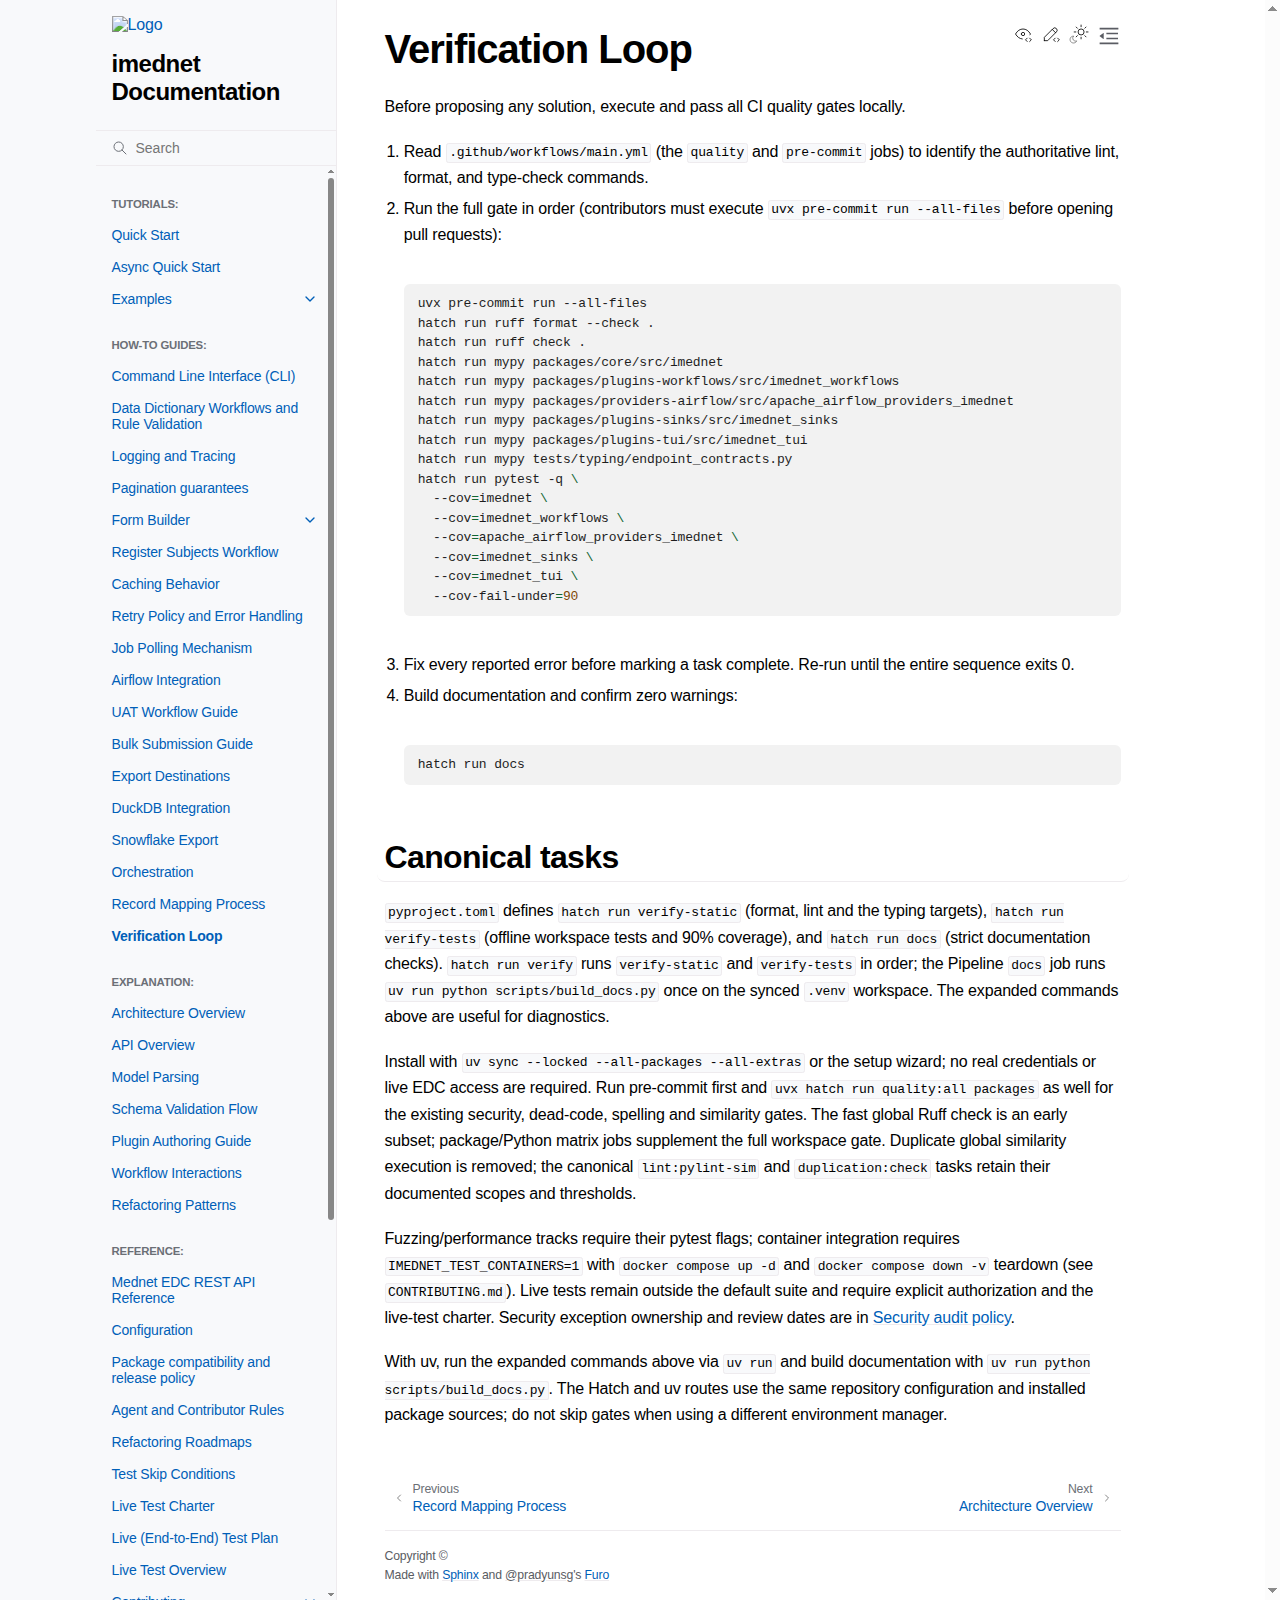 Logo
imednet
Documentation
Search
TUTORIALS:
Quick Start
Async Quick Start
Examples
HOW-TO GUIDES:
Command Line Interface (CLI)
Data Dictionary Workflows and
Rule Validation
Logging and Tracing
Pagination guarantees
Form Builder
Register Subjects Workflow
Caching Behavior
Retry Policy and Error Handling
Job Polling Mechanism
Airflow Integration
UAT Workflow Guide
Bulk Submission Guide
Export Destinations
DuckDB Integration
Snowflake Export
Orchestration
Record Mapping Process
Verification Loop
EXPLANATION:
Architecture Overview
API Overview
Model Parsing
Schema Validation Flow
Plugin Authoring Guide
Workflow Interactions
Refactoring Patterns
REFERENCE:
Mednet EDC REST API
Reference
Configuration
Package compatibility and
release policy
Agent and Contributor Rules
Refactoring Roadmaps
Test Skip Conditions
Live Test Charter
Live (End-to-End) Test Plan
Live Test Overview
Contributing
Verification Loop
Before proposing any solution, execute and pass all CI quality gates locally.
1. Read .github/workflows/main.yml (the quality and pre-commit jobs) to identify the authoritative lint,
format, and type-check commands.
2. Run the full gate in order (contributors must execute uvx pre-commit run --all-files before opening
pull requests):
uvx pre-commit run --all-files
hatch run ruff format --check .
hatch run ruff check .
hatch run mypy packages/core/src/imednet
hatch run mypy packages/plugins-workflows/src/imednet_workflows
hatch run mypy packages/providers-airflow/src/apache_airflow_providers_imednet
hatch run mypy packages/plugins-sinks/src/imednet_sinks
hatch run mypy packages/plugins-tui/src/imednet_tui
hatch run mypy tests/typing/endpoint_contracts.py
hatch run pytest -q \
--cov=imednet \
--cov=imednet_workflows \
--cov=apache_airflow_providers_imednet \
--cov=imednet_sinks \
--cov=imednet_tui \
--cov-fail-under=90
3. Fix every reported error before marking a task complete. Re-run until the entire sequence exits 0.
4. Build documentation and confirm zero warnings:
hatch run docs
Canonical tasks
pyproject.toml defines hatch run verify-static (format, lint and the typing targets), hatch run
verify-tests (offline workspace tests and 90% coverage), and hatch run docs (strict documentation
checks). hatch run verify runs verify-static and verify-tests in order; the Pipeline docs job runs
uv run python scripts/build_docs.py once on the synced .venv workspace. The expanded commands
above are useful for diagnostics.
Install with uv sync --locked --all-packages --all-extras or the setup wizard; no real credentials or
live EDC access are required. Run pre-commit first and uvx hatch run quality:all packages as well for
the existing security, dead-code, spelling and similarity gates. The fast global Ruff check is an early
subset; package/Python matrix jobs supplement the full workspace gate. Duplicate global similarity
execution is removed; the canonical lint:pylint-sim and duplication:check tasks retain their
documented scopes and thresholds.
Fuzzing/performance tracks require their pytest flags; container integration requires
IMEDNET_TEST_CONTAINERS=1 with docker compose up -d and docker compose down -v teardown (see
CONTRIBUTING.md). Live tests remain outside the default suite and require explicit authorization and the
live-test charter. Security exception ownership and review dates are in Security audit policy.
With uv, run the expanded commands above via uv run and build documentation with uv run python
scripts/build_docs.py. The Hatch and uv routes use the same repository configuration and installed
package sources; do not skip gates when using a different environment manager.
Previous
Record Mapping Process
Next
Architecture Overview
Copyright ©
Made with Sphinx and @pradyunsg's Furo